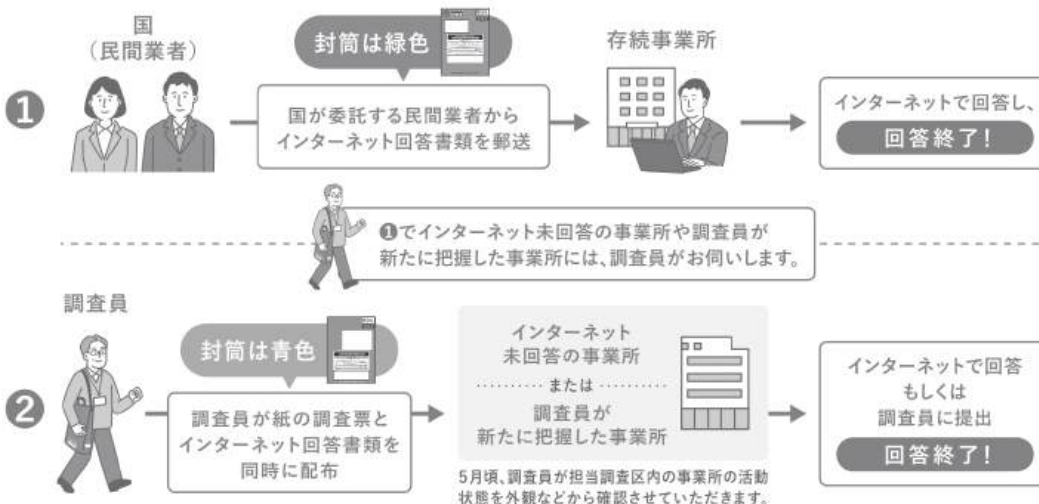 国
（民間業者）
封筒は緑色
存続事業所
❶
国が委託する民間業者から
インターネット回答書類を郵送
インターネットで回答し、
回答終了！
❶でインターネット未回答の事業所や調査員が
新たに把握した事業所には、調査員がお伺いします。
調査員
封筒は青色
❷
調査員が紙の調査票と
インターネット回答書類を
同時に配布
インターネット
未回答の事業所
または
調査員が
新たに把握した事業所
5月頃、調査員が担当調査区内の事業所の活動
状態を外観などから確認させていただきます。
インターネットで回答
もしくは
調査員に提出
回答終了！